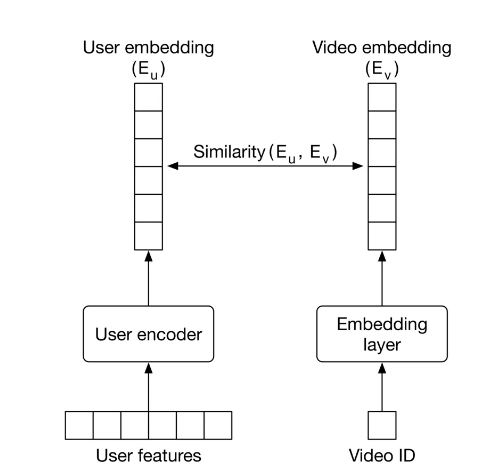 User embedding
(E_u)
Video embedding
(E_v)
Similarity (E_u, E_v)
User encoder
Embedding
layer
User features
Video ID